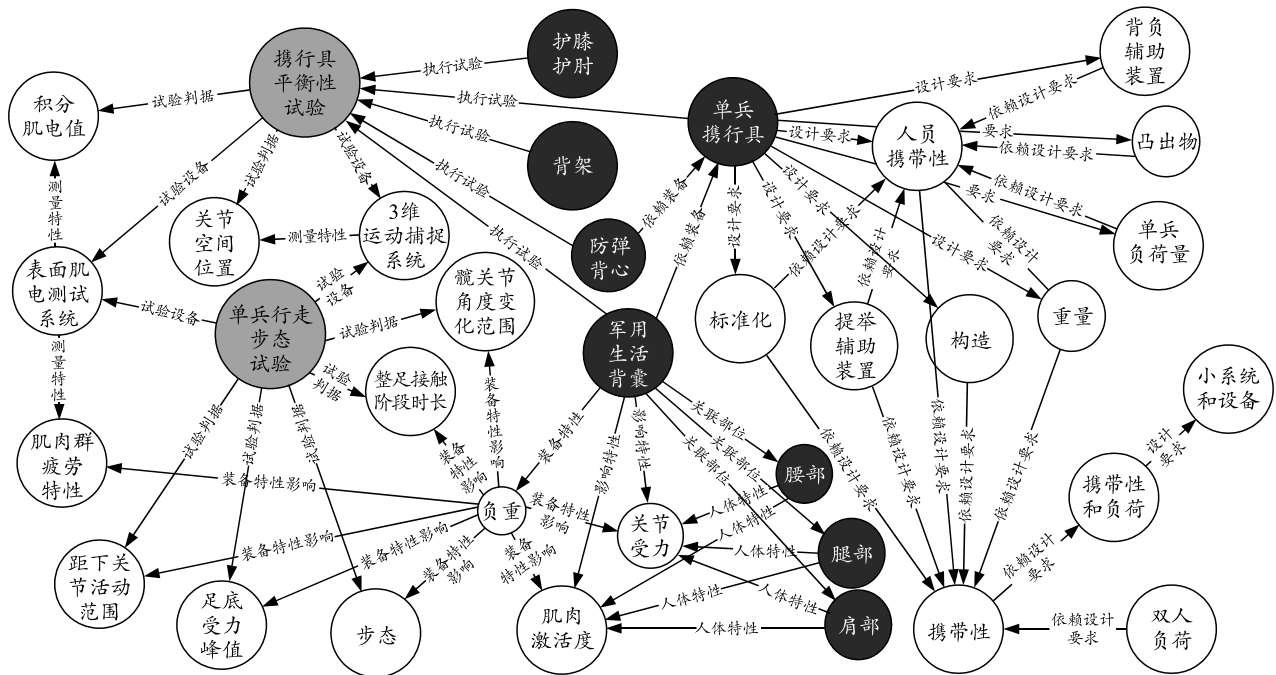 携行具
平衡性
试验
护膝
护肘
背负
辅助
装置
积分
肌电值
单兵
携行具
人员
携带性
凸出物
背架
关节
空间
位置
3维
运动捕捉
系统
防弹
背心
单兵
负荷量
表面肌
电测试
系统
单兵行走
步态
试验
髋关节
角度变
化范围
军用
生活
背囊
标准化
提举
辅助
装置
构造
重量
整足接触
阶段时长
小系统
和设备
肌肉群
疲劳
特性
负重
关节
受力
腰部
携带性
和负荷
腿部
距下关
节活动
范围
足底
受力
峰值
步态
肌肉
激活度
肩部
携带性
双人
负荷
执行试验
执行试验
执行试验
执行试验
执行试验
试验判据
试验设备
试验判据
试验设备
测量特性
测量特性
测量特性
试验设备
试验
设备
试验判据
试验
判据
试验判据
试验判据
试验判据
依赖装备
依赖装备
设计要求
依赖设计要求
设计要求
要求
依赖设计要求
依赖设计要求
要求
设计要求
设计要求
设计要求
设计要求
依赖设计要求
依赖设计
要求
依赖设计
要求
依赖设计要求
依赖设计要求
依赖设计要求
依赖设计要求
装备特性
影响特性
影响特性
关联部位
关联部位
关联部位
装备特性影响
装备
特性
影响
装备特性影响
装备特性影响
装备特性影响
装备特性
影响
装备特性
影响
装备
特性影响
人体特性
人体特性
人体特性
人体特性
人体特性
人体特性
依赖设计
要求
设计
要求
依赖设计
要求